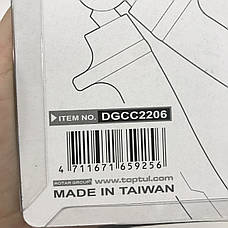 ITEM NO. DGCC2206
4 711671 659256
ROTAR GROUP www.toptul.com
MADE IN TAIWAN